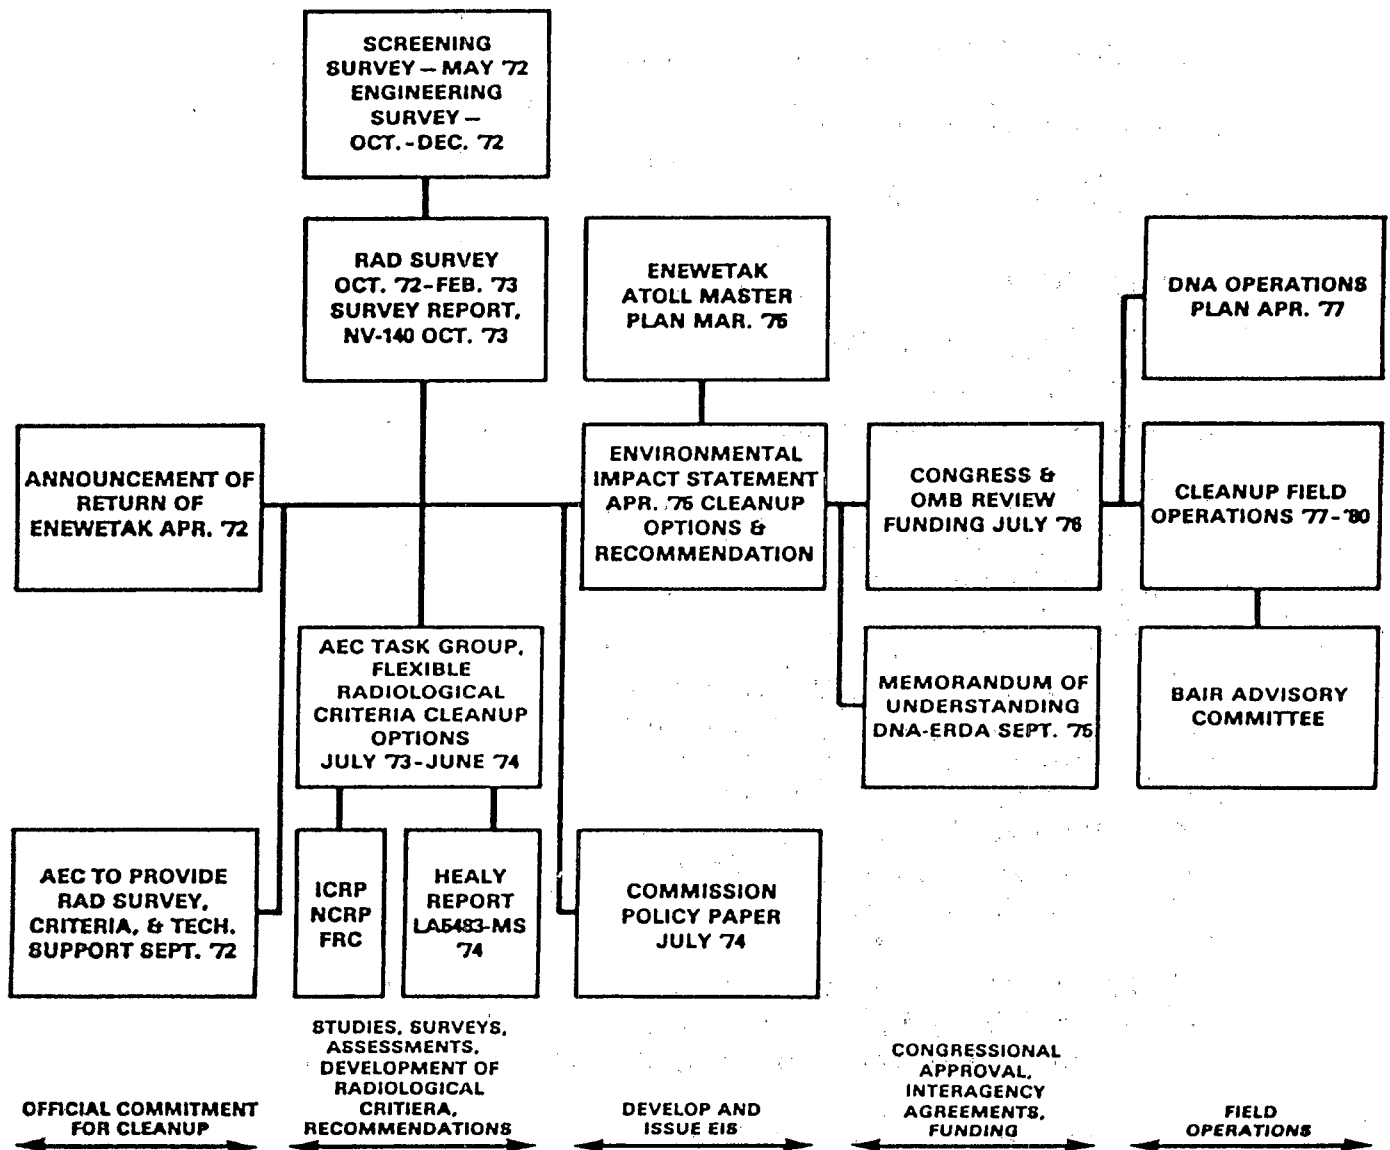 SCREENING
SURVEY – MAY '72
ENGINEERING
SURVEY –
OCT. - DEC. '72
RAD SURVEY
OCT. '72-FEB. '73
SURVEY REPORT,
NV-140 OCT. '73
ENEWETAK
ATOLL MASTER
PLAN MAR. '75
DNA OPERATIONS
PLAN APR. '77
ANNOUNCEMENT OF
RETURN OF
ENEWETAK APR. '72
ENVIRONMENTAL
IMPACT STATEMENT
APR. '75 CLEANUP
OPTIONS &
RECOMMENDATION
CONGRESS &
OMB REVIEW
FUNDING JULY '76
CLEANUP FIELD
OPERATIONS '77-'80
AEC TASK GROUP,
FLEXIBLE
RADIOLOGICAL
CRITERIA CLEANUP
OPTIONS
JULY '73-JUNE '74
MEMORANDUM OF
UNDERSTANDING
DNA-ERDA SEPT. '75
BAIR ADVISORY
COMMITTEE
AEC TO PROVIDE
RAD SURVEY,
CRITERIA, & TECH.
SUPPORT SEPT. '72
ICRP
NCRP
FRC
HEALY
REPORT
LA5483-MS
'74
COMMISSION
POLICY PAPER
JULY '74
OFFICIAL COMMITMENT
FOR CLEANUP
STUDIES, SURVEYS,
ASSESSMENTS,
DEVELOPMENT OF
RADIOLOGICAL
CRITIERA,
RECOMMENDATIONS
DEVELOP AND
ISSUE EIS
CONGRESSIONAL
APPROVAL,
INTERAGENCY
AGREEMENTS,
FUNDING
FIELD
OPERATIONS